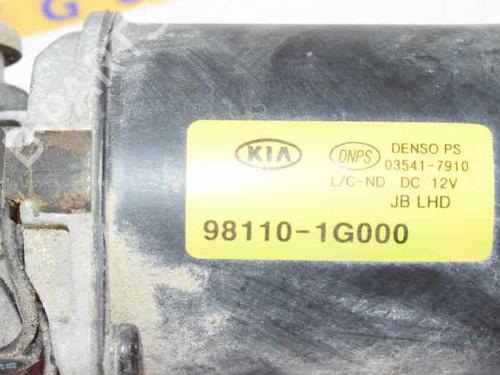 KIA
DNPS
DENSO PS
03541-7910
L/C-ND DC 12V
JB LHD
98110-1G000